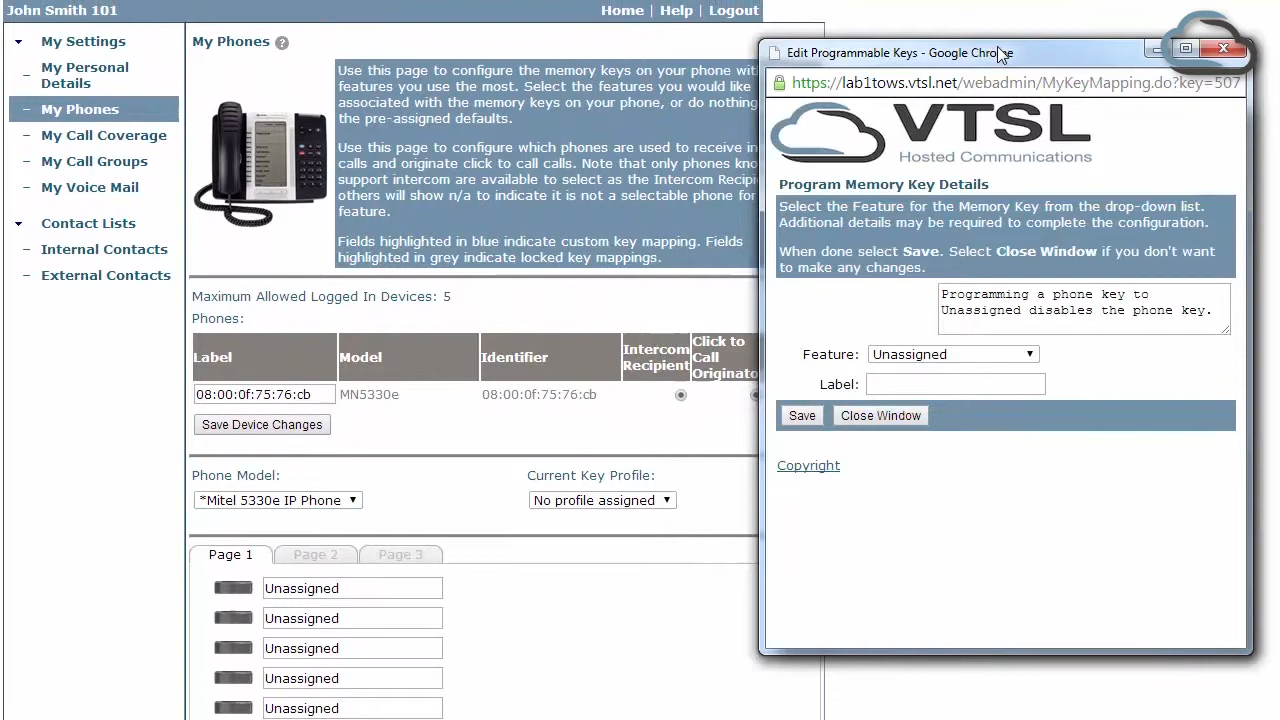 John Smith 101
Home | Help | Logout
My Settings
My Personal
Details
My Phones
My Call Coverage
My Call Groups
My Voice Mail
Contact Lists
Internal Contacts
External Contacts
My Phones ?
Use this page to configure the memory keys on your phone wit
features you use the most. Select the features you would like
associated with the memory keys on your phone, or do nothing
the pre-assigned defaults.
Use this page to configure which phones are used to receive in
calls and originate click to call calls. Note that only phones kno
support intercom are available to select as the Intercom Recipi
others will show n/a to indicate it is not a selectable phone for
feature.
Fields highlighted in blue indicate custom key mapping. Fields
highlighted in grey indicate locked key mappings.
Maximum Allowed Logged In Devices: 5
Phones:
Label Model Identifier Intercom Recipient Click to Call Originato
08:00:0f:75:76:cb MN5330e 08:00:0f:75:76:cb
Save Device Changes
Phone Model: Current Key Profile:
*Mitel 5330e IP Phone No profile assigned
Page 1 Page 2 Page 3
Unassigned
Unassigned
Unassigned
Unassigned
Unassigned
Edit Programmable Keys - Google Chrome
https://lab1tows.vtsl.net/webadmin/MyKeyMapping.do?key=507
VTSL
Hosted Communications
Program Memory Key Details
Select the Feature for the Memory Key from the drop-down list.
Additional details may be required to complete the configuration.
When done select Save. Select Close Window if you don't want
to make any changes.
Programming a phone key to
Unassigned disables the phone key.
Feature: Unassigned
Label:
Save Close Window
Copyright